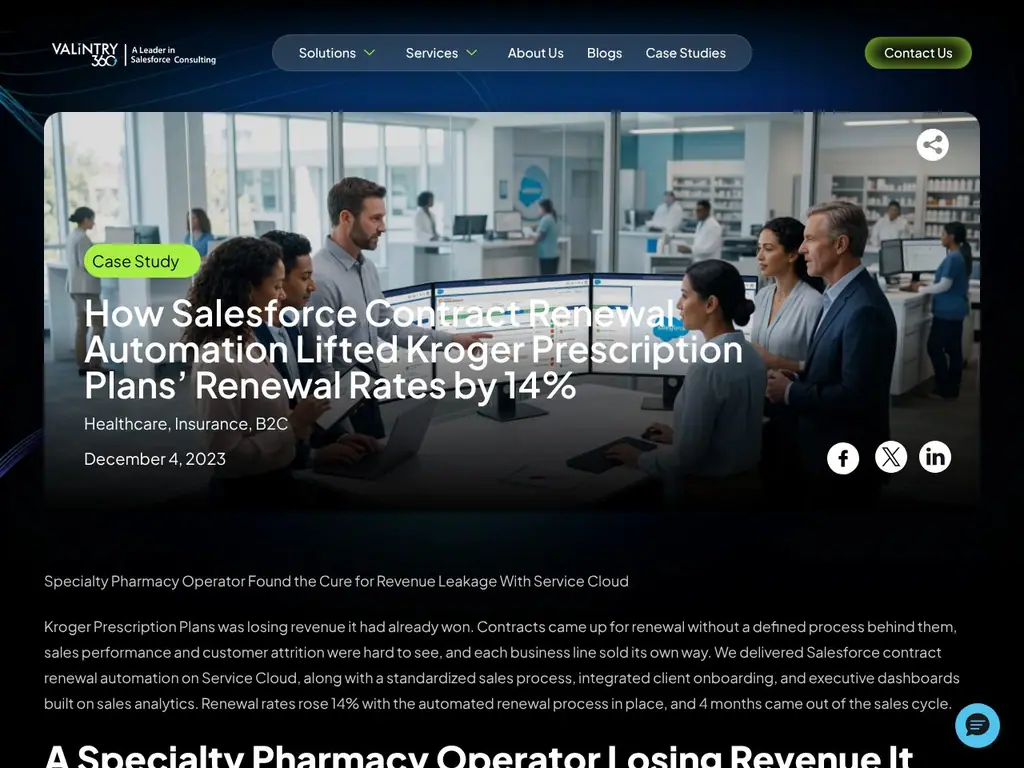 VALiNTRY
360
A Leader in
Salesforce Consulting
Solutions
Services
About Us
Blogs
Case Studies
Contact Us
Case Study
How Salesforce Contract Renewal
Automation Lifted Kroger Prescription
Plans’ Renewal Rates by 14%
Healthcare, Insurance, B2C
December 4, 2023
Specialty Pharmacy Operator Found the Cure for Revenue Leakage With Service Cloud
Kroger Prescription Plans was losing revenue it had already won. Contracts came up for renewal without a defined process behind them,
sales performance and customer attrition were hard to see, and each business line sold its own way. We delivered Salesforce contract
renewal automation on Service Cloud, along with a standardized sales process, integrated client onboarding, and executive dashboards
built on sales analytics. Renewal rates rose 14% with the automated renewal process in place, and 4 months came out of the sales cycle.
A Specialty Pharmacy Operator Losing Revenue It